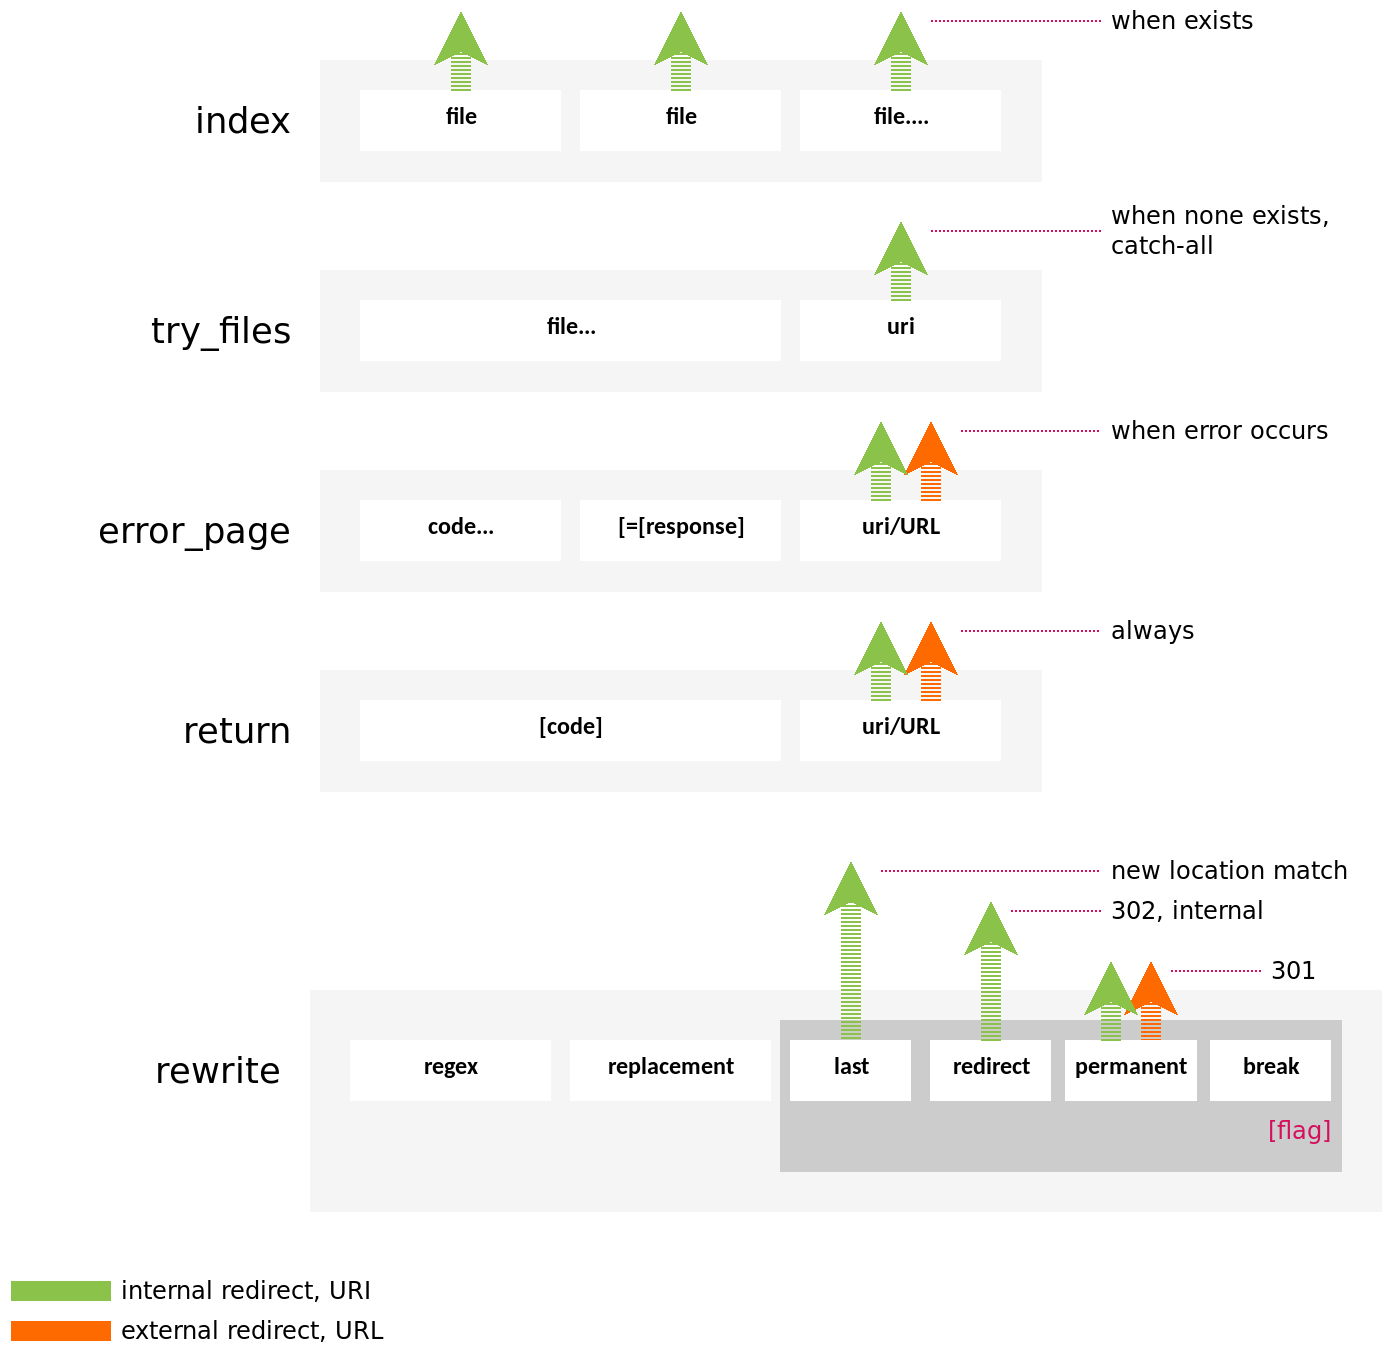 when exists
index
file
file
file....
when none exists,
catch-all
try_files
file...
uri
when error occurs
error_page
code...
[=[response]
uri/URL
always
return
[code]
uri/URL
new location match
302, internal
301
rewrite
regex
replacement
last
redirect
permanent
break
[flag]
internal redirect, URI
external redirect, URL